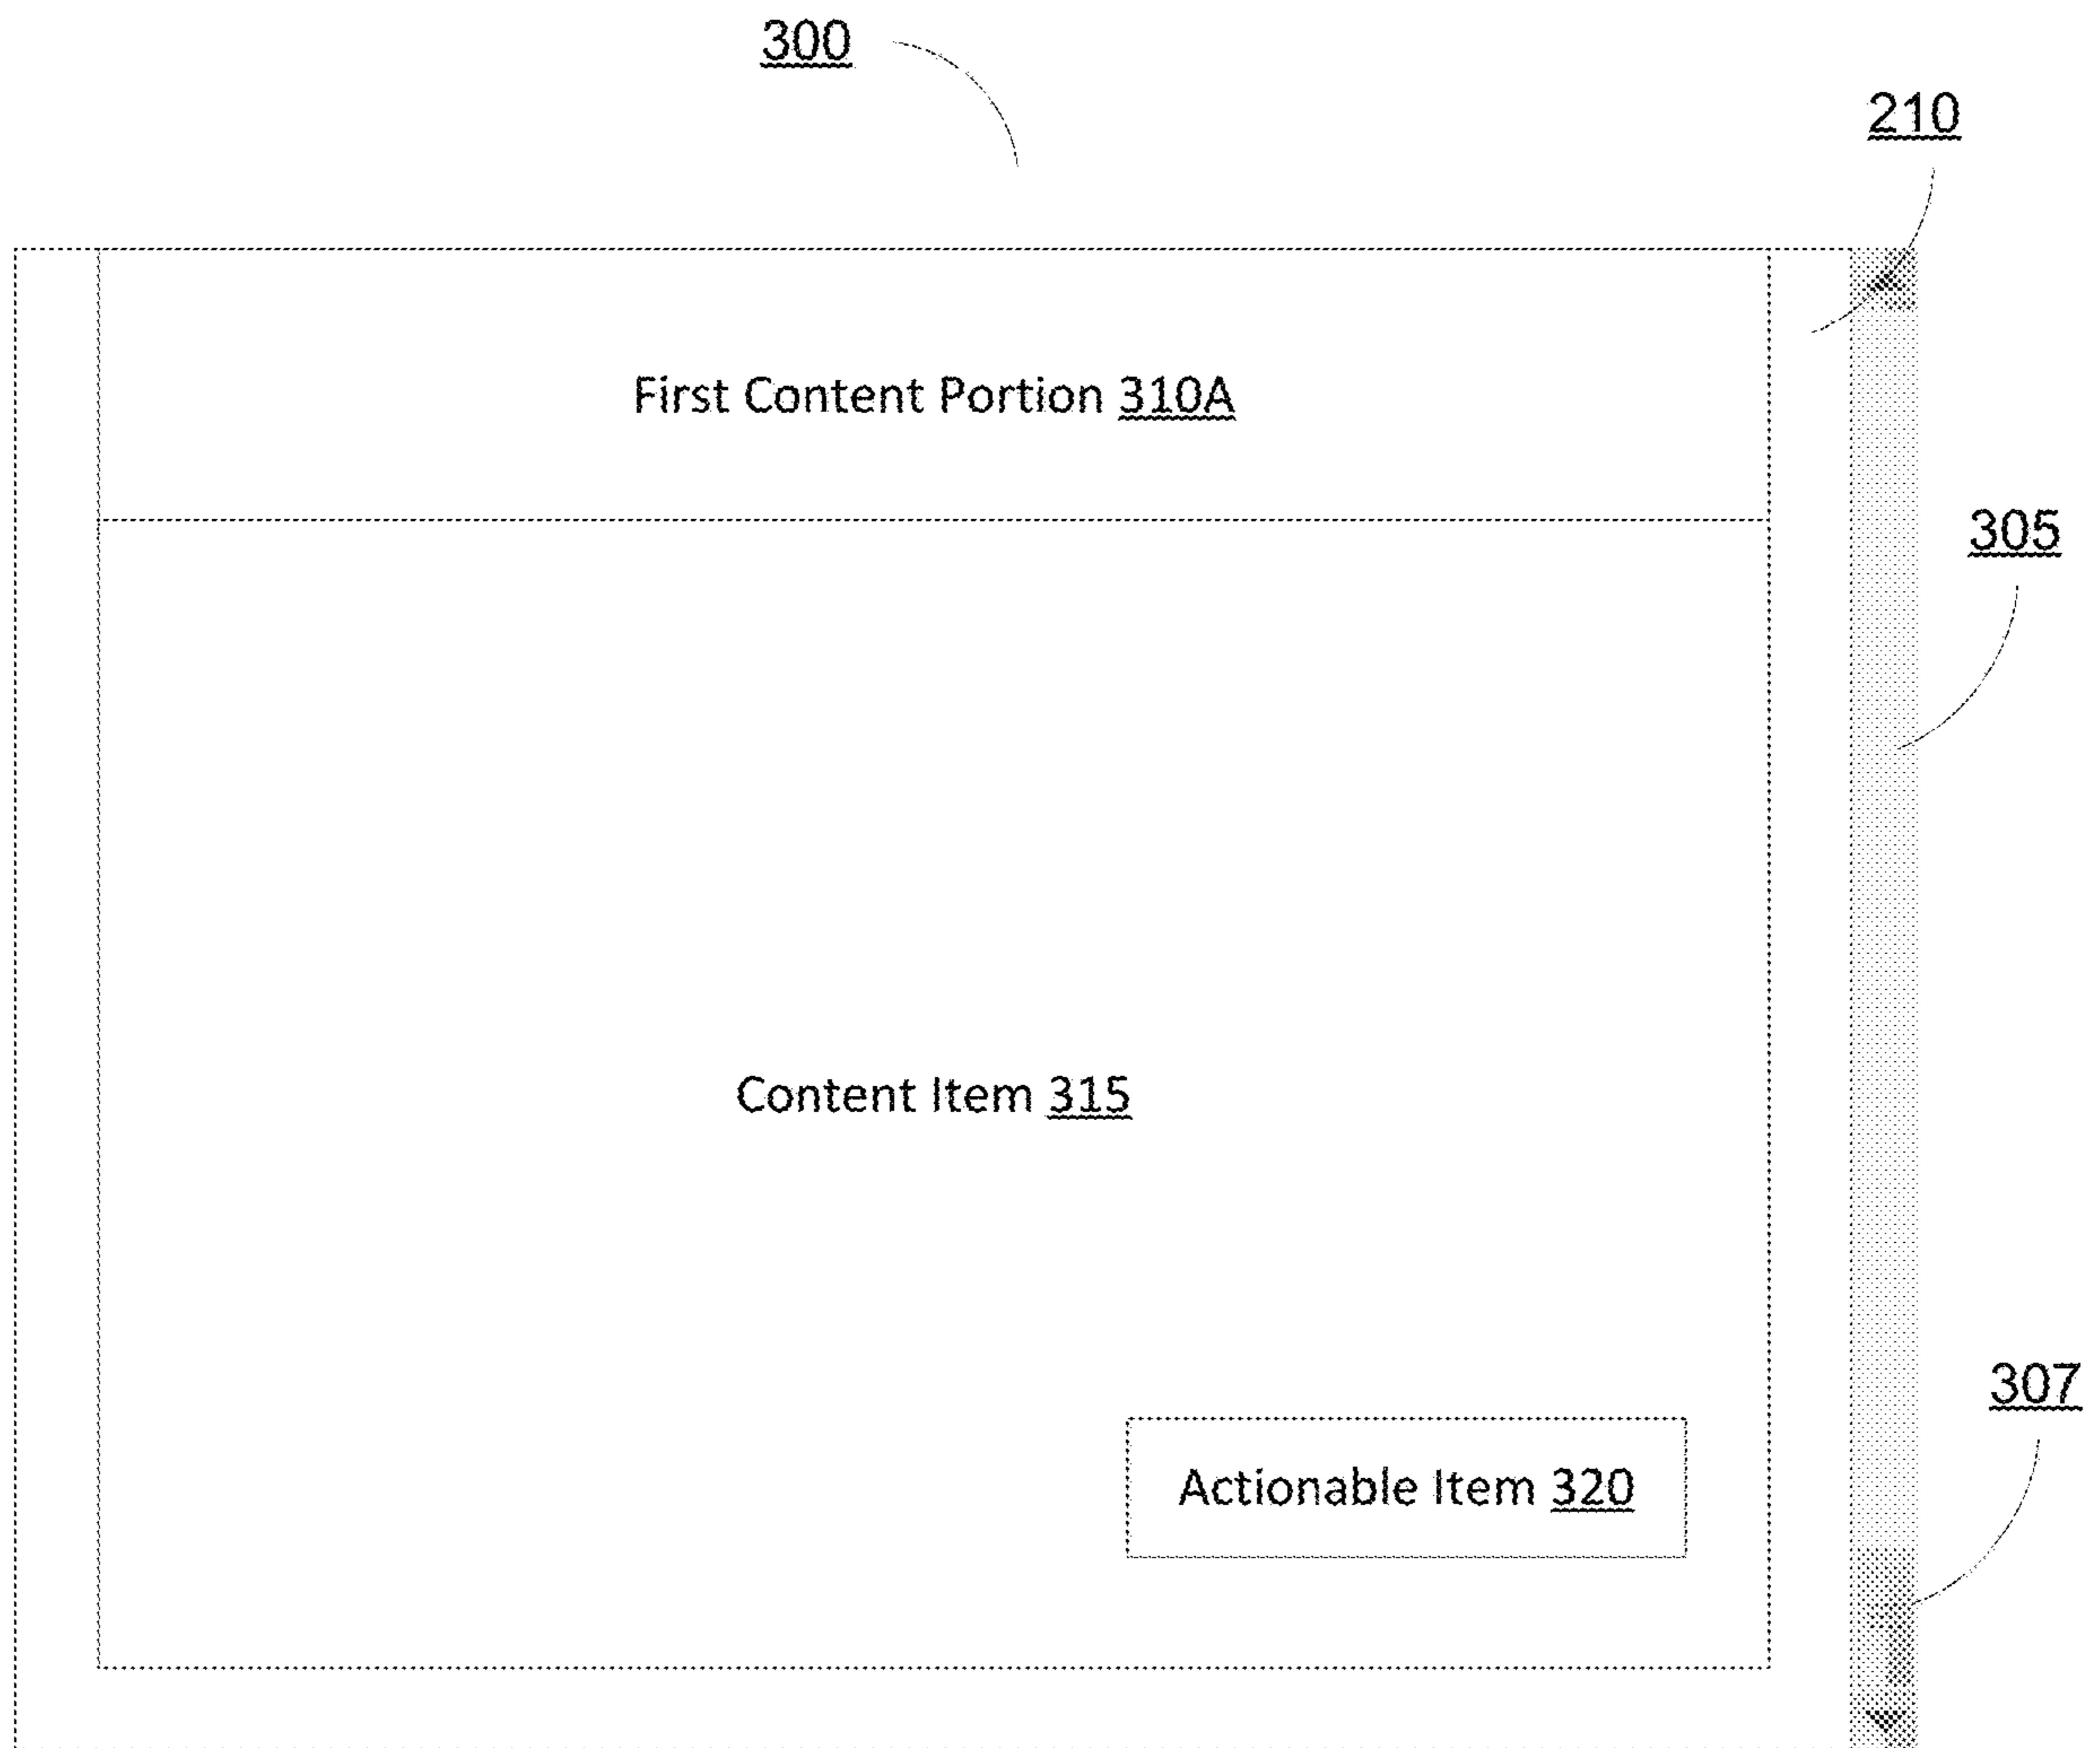 300
210
First Content Portion 310A
305
Content Item 315
307
Actionable Item 320